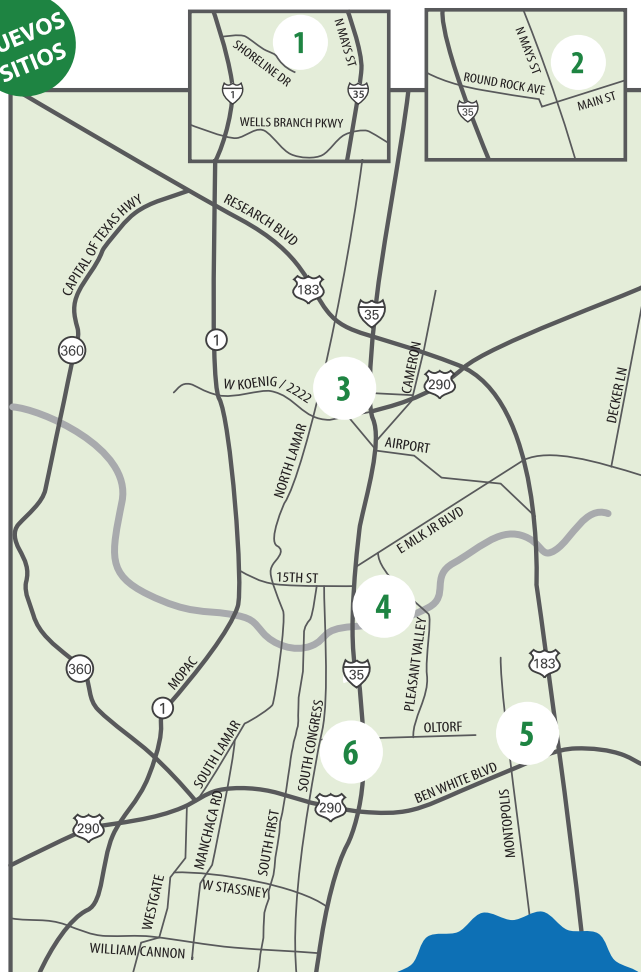 UEVOS
SITIOS
1
N MAYS ST
SHORELINE DR
1
35
WELLS BRANCH PKWY
2
N MAYS ST
ROUND ROCK AVE
MAIN ST
35
CAPITAL OF TEXAS HWY
RESEARCH BLVD
183
35
360
1
CAMERON
290
W KOENIG / 2222
3
DECKER LN
AIRPORT
NORTH LAMAR
E MLK JR BLVD
15TH ST
4
PLEASANT VALLEY
360
MOPAC
35
183
1
SOUTH LAMAR
SOUTH CONGRESS
OLTORF
5
6
BEN WHITE BLVD
290
290
MANCHACA RD
SOUTH FIRST
MONTOPOLIS
WESTGATE
W STASSNEY
WILLIAM CANNON